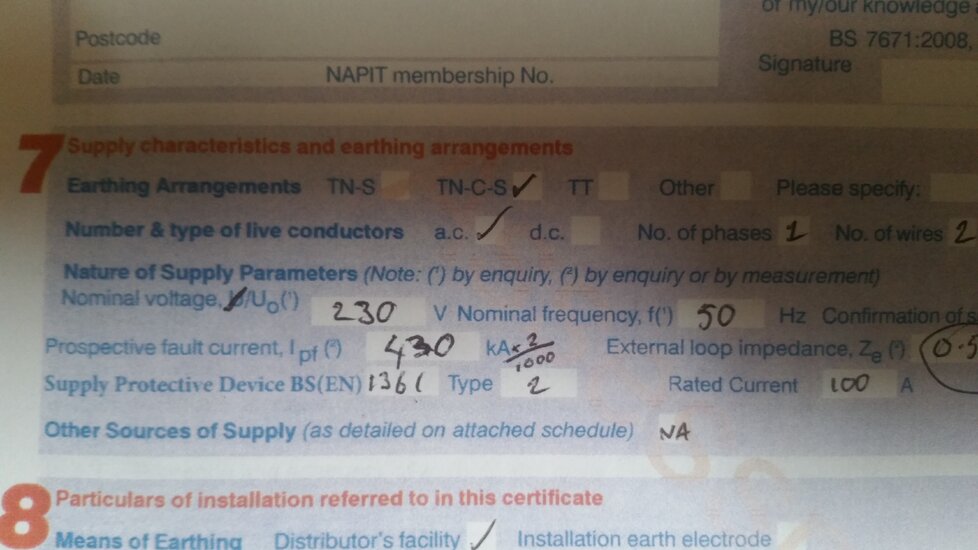 of my/our knowledge
Postcode BS 7671:2008,
Date NAPIT membership No. Signature
7 Supply characteristics and earthing arrangements
Earthing Arrangements TN-S TN-C-S ✓ TT Other Please specify:
Number & type of live conductors a.c. ✓ d.c. No. of phases 1 No. of wires 2
Nature of Supply Parameters (Note: (¹) by enquiry, (²) by enquiry or by measurement)
Nominal voltage, U/Uo(¹) 230 V Nominal frequency, f(¹) 50 Hz Confirmation of s
Prospective fault current, I pf (²) kA x 2/1000 External loop impedance, Ze (²) 0.5
Supply Protective Device BS(EN) 1361 Type 2 Rated Current 100 A
Other Sources of Supply (as detailed on attached schedule) NA
8 Particulars of installation referred to in this certificate
Means of Earthing Distributor's facility ✓ Installation earth electrode